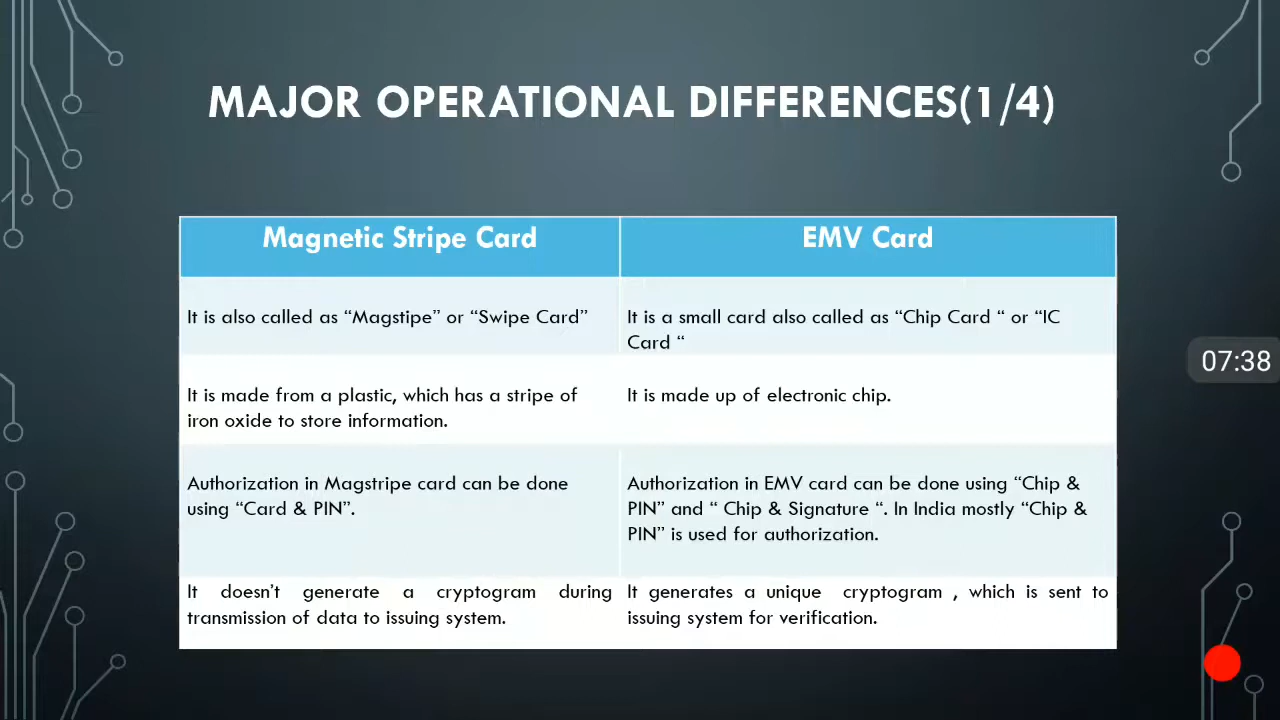 MAJOR OPERATIONAL DIFFERENCES(1/4)
Magnetic Stripe Card
EMV Card
It is also called as “Magstipe” or “Swipe Card”
It is a small card also called as “Chip Card “ or “IC
Card “
It is made from a plastic, which has a stripe of
iron oxide to store information.
It is made up of electronic chip.
Authorization in Magstripe card can be done
using “Card & PIN”.
Authorization in EMV card can be done using “Chip &
PIN” and “ Chip & Signature “. In India mostly “Chip &
PIN” is used for authorization.
It doesn’t generate a cryptogram during
transmission of data to issuing system.
It generates a unique cryptogram , which is sent to
issuing system for verification.
07:38